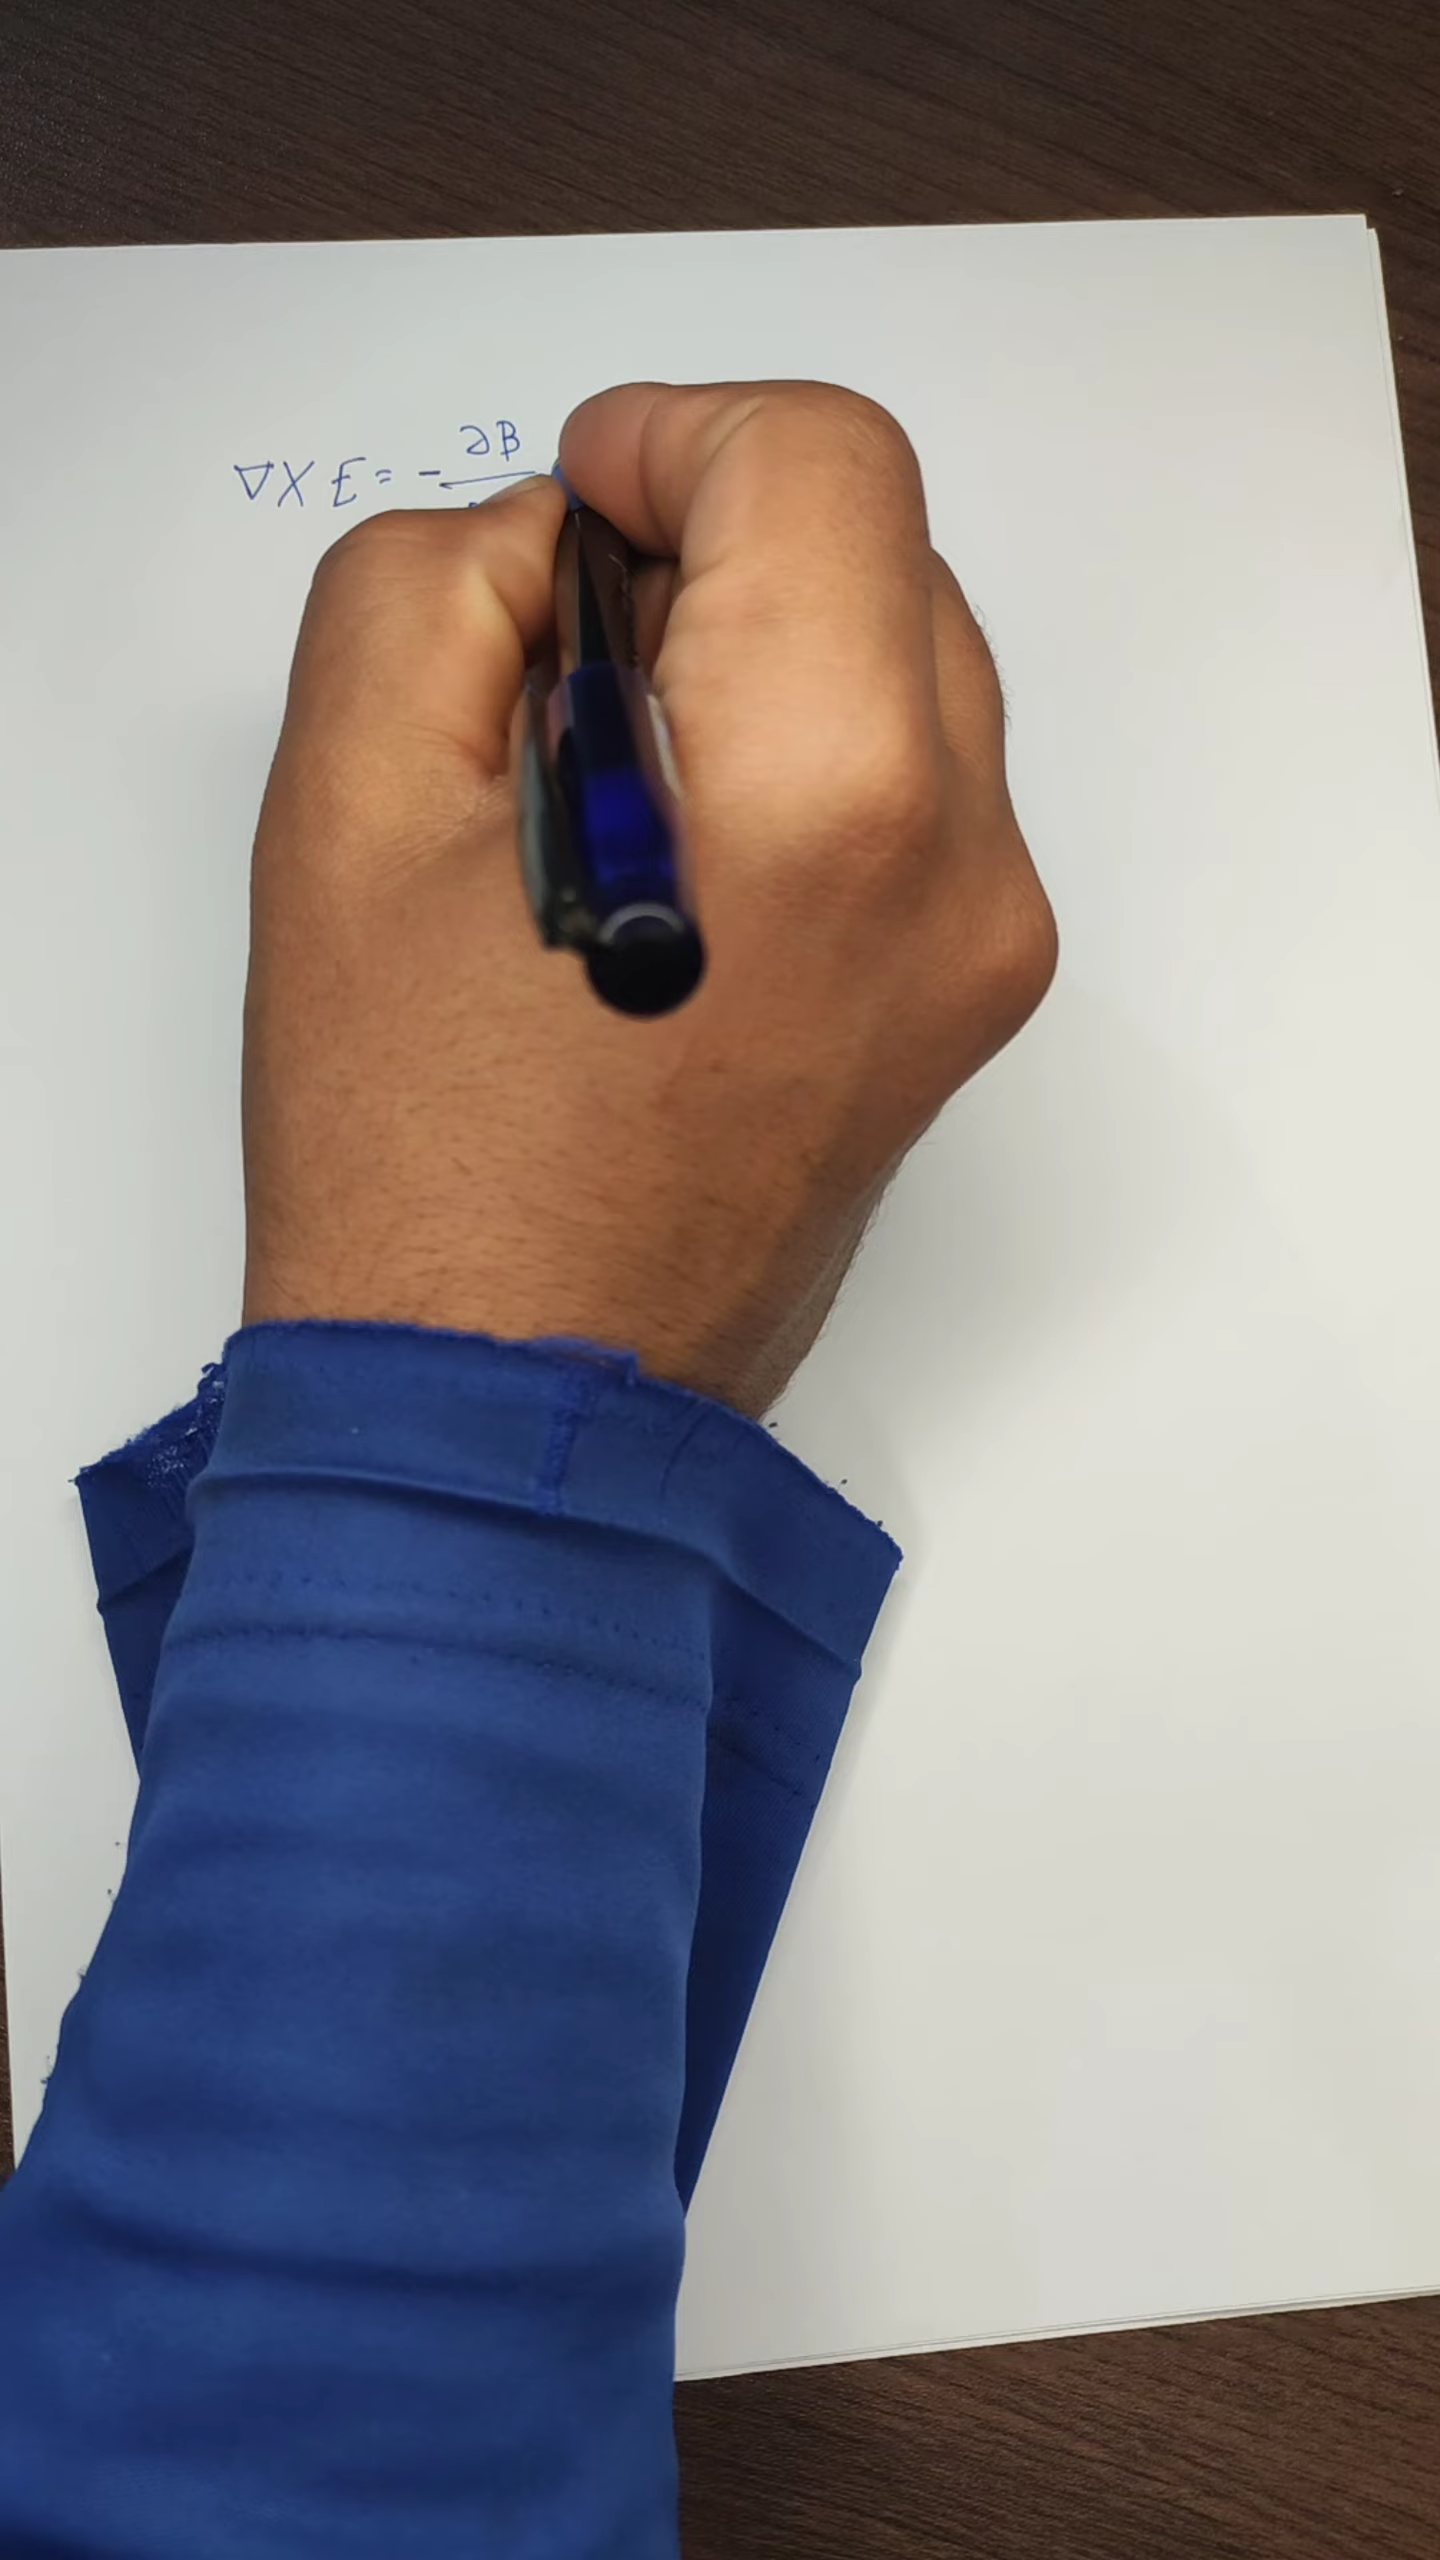 ∇ X E = - ∂B